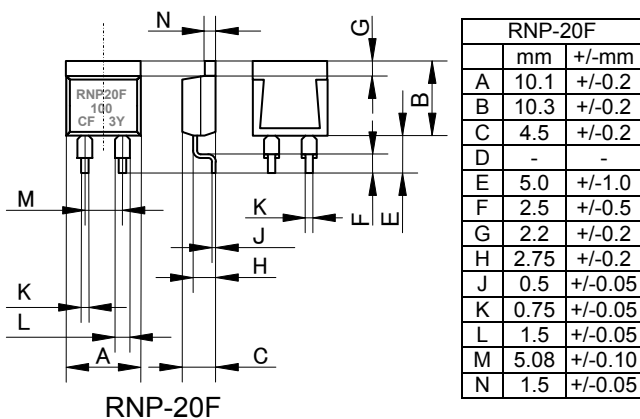 N
G
B
RNP20F
100
CF 3Y
M
K
F
E
J
H
K
L
A
C
RNP-20F
RNP-20F
mm +/-mm
A 10.1 +/-0.2
B 10.3 +/-0.2
C 4.5 +/-0.2
D - -
E 5.0 +/-1.0
F 2.5 +/-0.5
G 2.2 +/-0.2
H 2.75 +/-0.2
J 0.5 +/-0.05
K 0.75 +/-0.05
L 1.5 +/-0.05
M 5.08 +/-0.10
N 1.5 +/-0.05